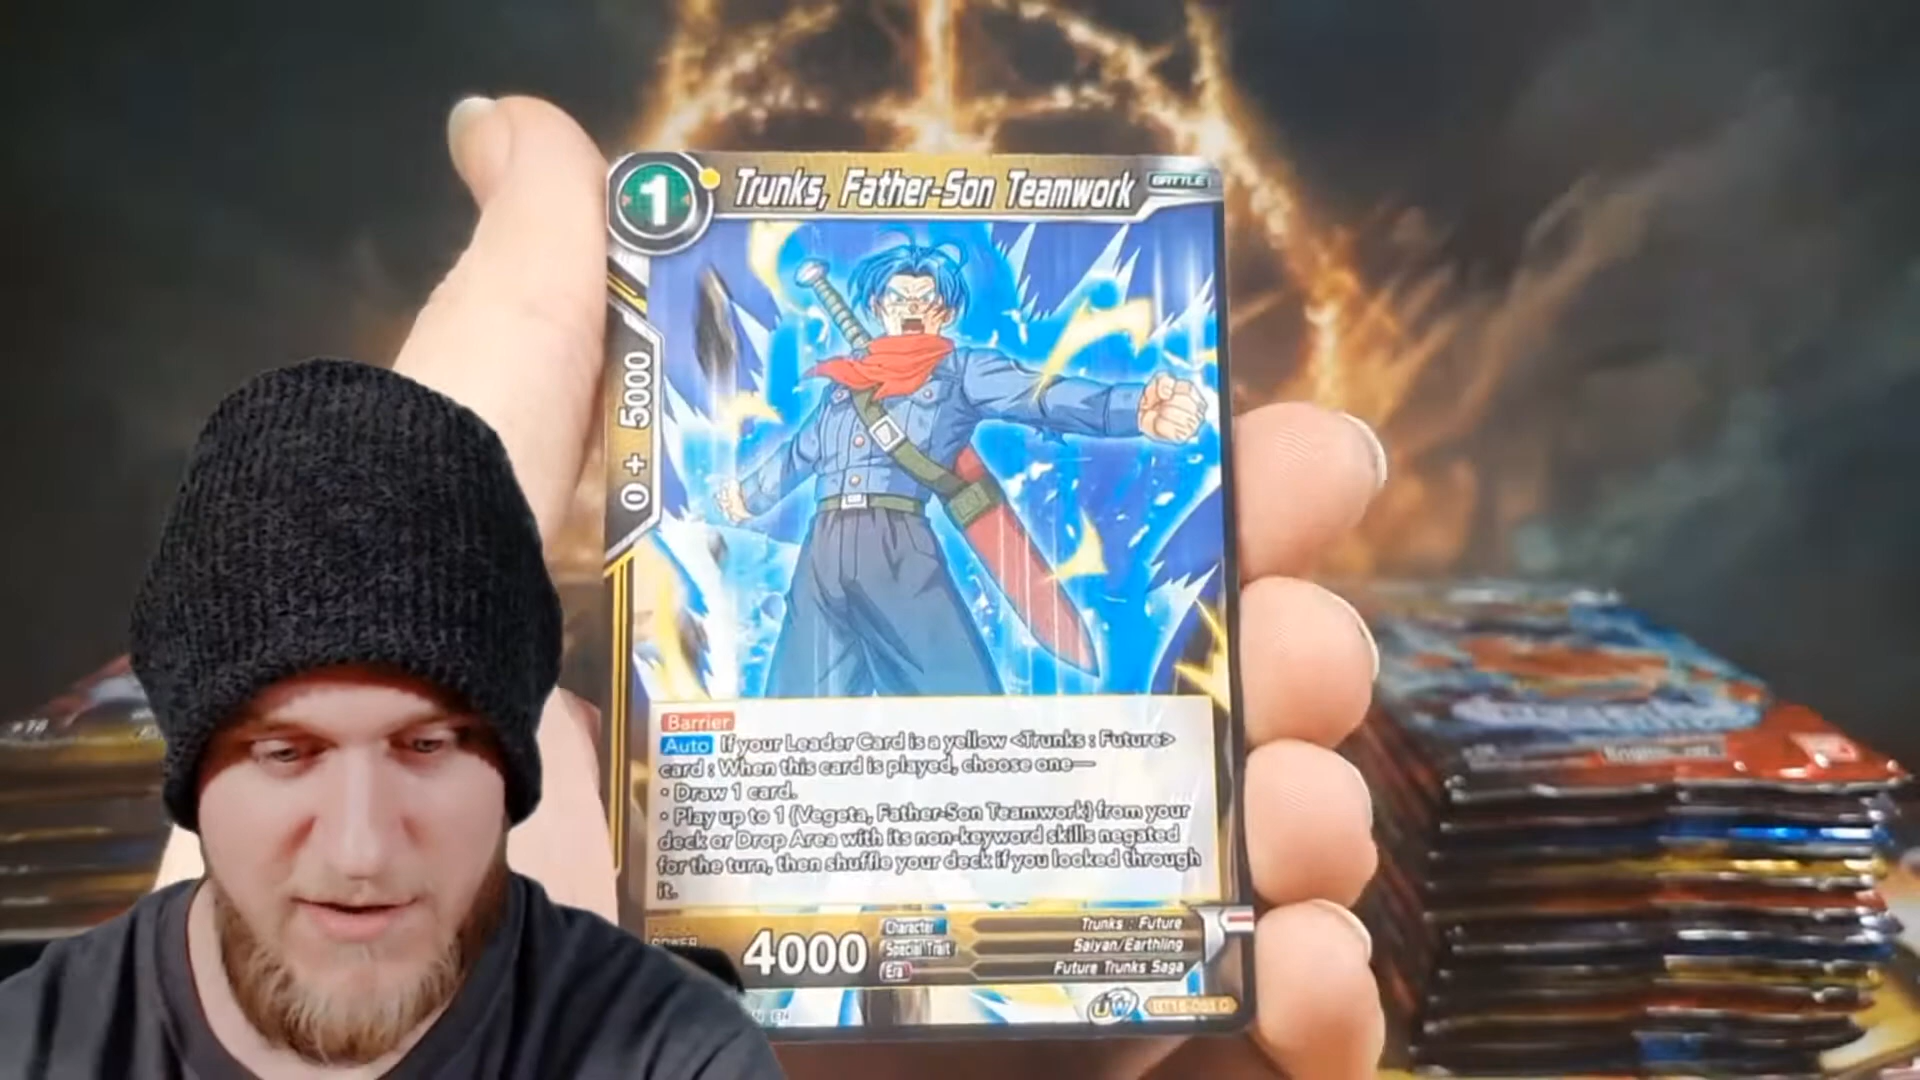 1
Trunks, Father-Son Teamwork
BATTLE
0 + 5000
Barrier
Auto If your Leader Card is a yellow <Trunks : Future>
card : When this card is played, choose one—
• Draw 1 card.
• Play up to 1 {Vegeta, Father-Son Teamwork} from your
deck or Drop Area with its non-keyword skills negated
for the turn, then shuffle your deck if you looked through
it.
POWER
4000
Character Trunks : Future
Special Trait Saiyan/Earthling
Era Future Trunks Saga
EN
UW